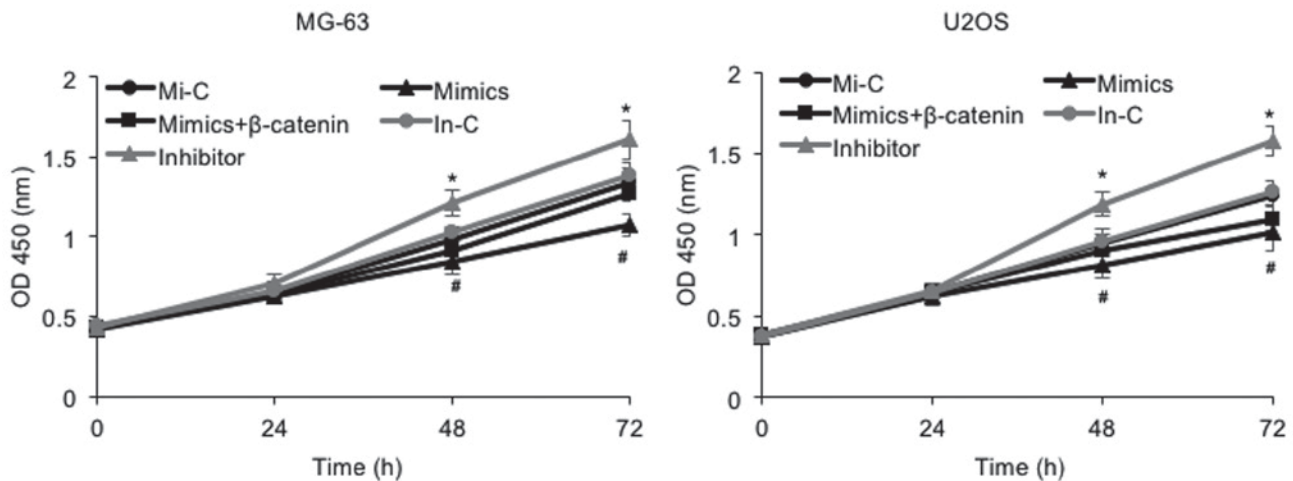 MG-63
2
1.5
1
0.5
0
OD 450 (nm)
Mi-C
Mimics
Mimics+β-catenin
In-C
Inhibitor
*
*
#
#
0
24
48
72
Time (h)
U2OS
2
1.5
1
0.5
0
OD 450 (nm)
Mi-C
Mimics
Mimics+β-catenin
In-C
Inhibitor
*
*
#
#
0
24
48
72
Time (h)